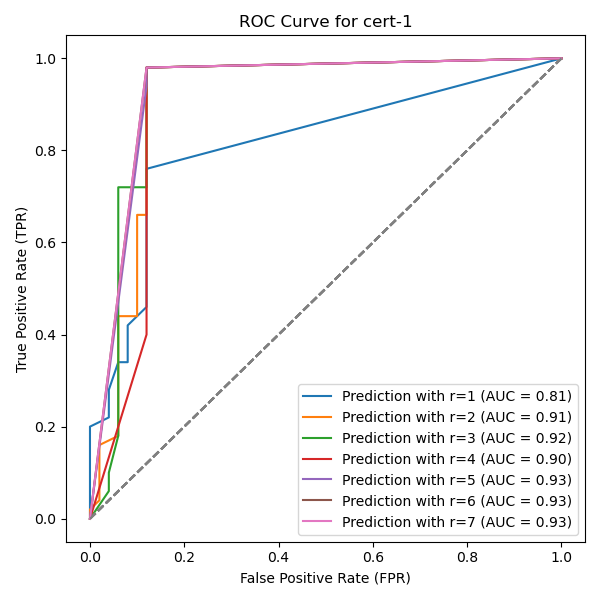 ROC Curve for cert-1
True Positive Rate (TPR)
1.0
0.8
0.6
0.4
0.2
0.0
Prediction with r=1 (AUC = 0.81)
Prediction with r=2 (AUC = 0.91)
Prediction with r=3 (AUC = 0.92)
Prediction with r=4 (AUC = 0.90)
Prediction with r=5 (AUC = 0.93)
Prediction with r=6 (AUC = 0.93)
Prediction with r=7 (AUC = 0.93)
0.0 0.2 0.4 0.6 0.8 1.0
False Positive Rate (FPR)